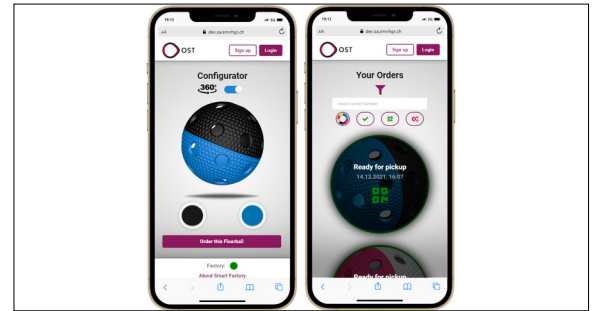 19:13
5G
AA
dev.sa.smirhgr.ch
OST
Sign up
Login
Configurator
360°
Order this Floorball
Factory:
About Smart Factory
19:13
5G
AA
dev.sa.smirhgr.ch
OST
Sign up
Login
Your Orders
Insert serial number
Ready for pickup
14.12.2021, 16:07
Ready for pickup